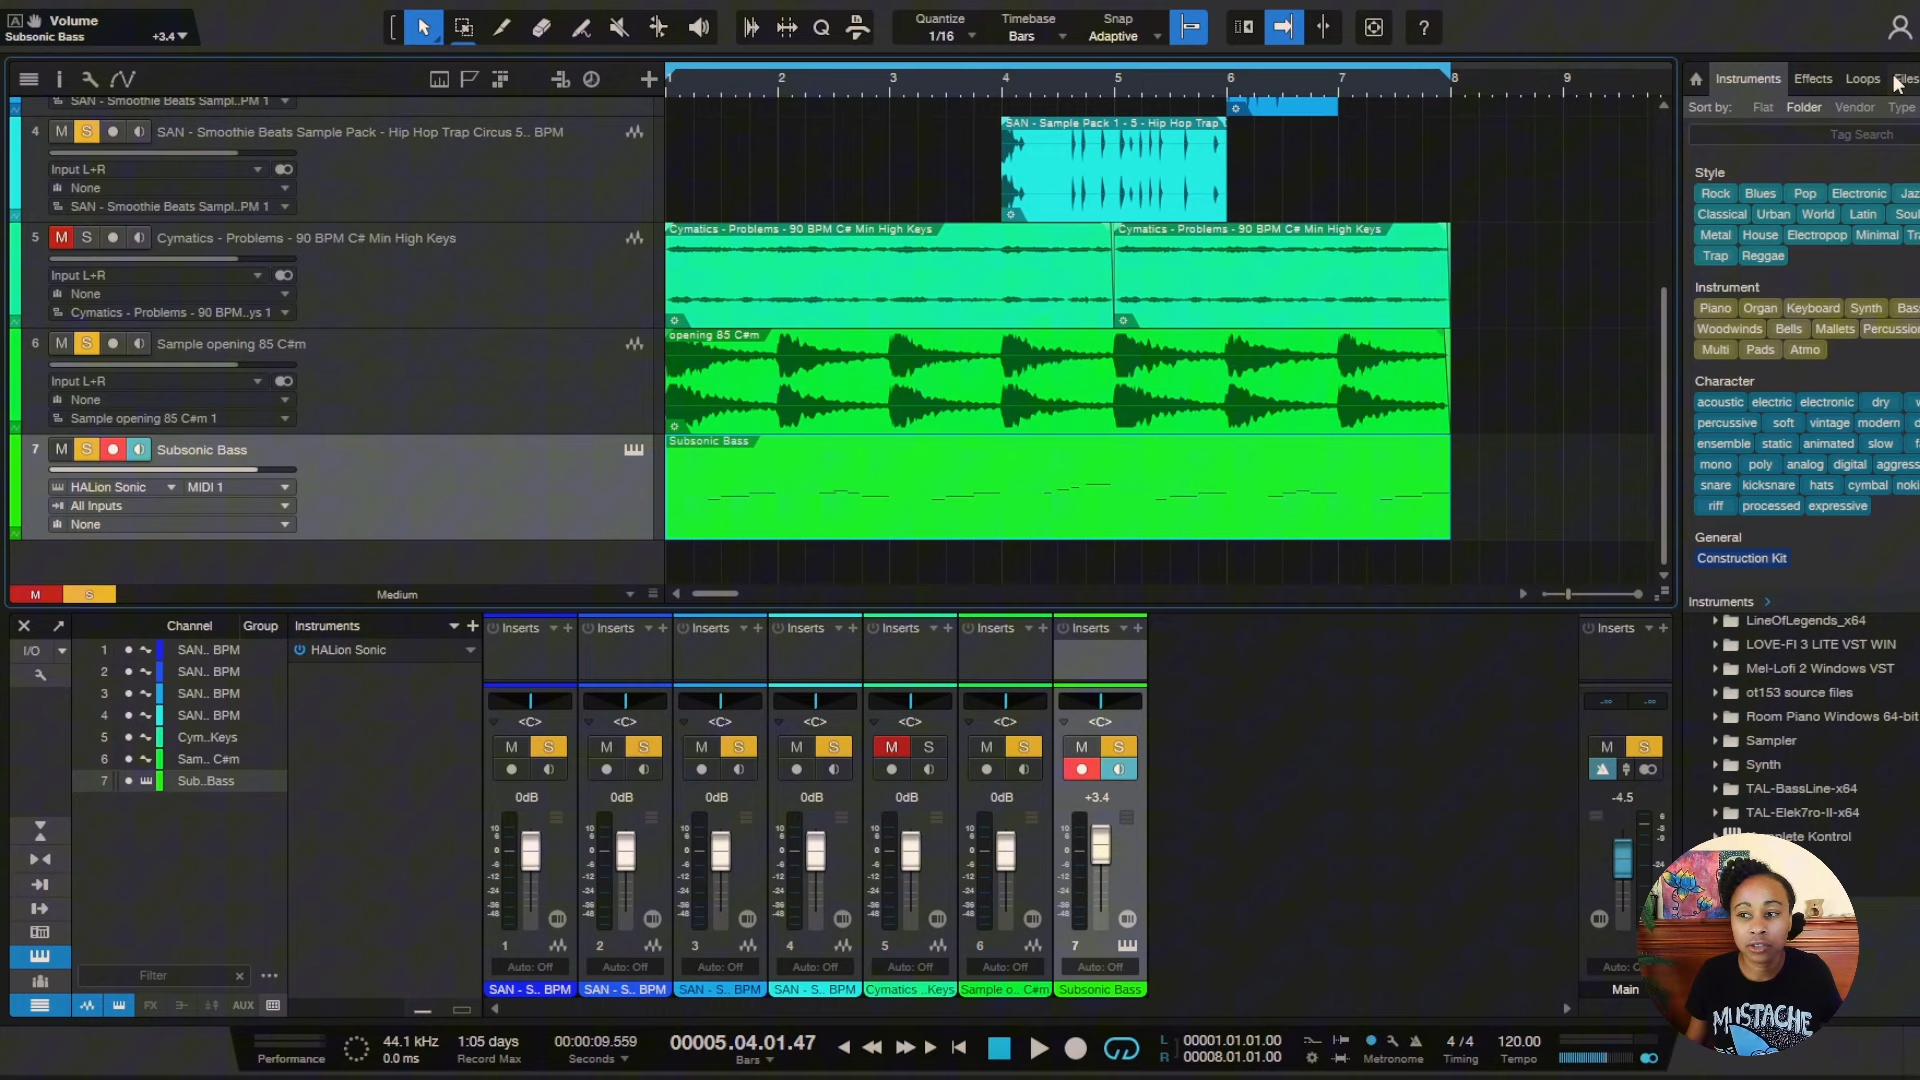 Volume
Subsonic Bass +3.4
Quantize Timebase Snap
1/16 Bars Adaptive
Q ?
1 2 3 4 5 6 7 8 9
Instruments Effects Loops Files
Sort by: Flat Folder Vendor Type
Tag Search
SAN - Smoothie Beats Sampl..PM 1
4 M S SAN - Smoothie Beats Sample Pack - Hip Hop Trap Circus 5.. BPM
Input L+R
None
SAN - Smoothie Beats Sampl..PM 1
SAN - Sample Pack 1 - 5 - Hip Hop Trap
5 M S Cymatics - Problems - 90 BPM C# Min High Keys
Input L+R
None
Cymatics - Problems - 90 BPM..ys 1
Cymatics - Problems - 90 BPM C# Min High Keys
Cymatics - Problems - 90 BPM C# Min High Keys
6 M S Sample opening 85 C#m
Input L+R
None
Sample opening 85 C#m 1
opening 85 C#m
7 M S Subsonic Bass
HALion Sonic MIDI 1
All Inputs
None
Subsonic Bass
M S Medium
Style
Rock Blues Pop Electronic
Classical Urban World Latin
Metal House Electropop Minimal
Trap Reggae
Instrument
Piano Organ Keyboard Synth
Woodwinds Bells Mallets Percussion
Multi Pads Atmo
Character
acoustic electric electronic dry
percussive soft vintage modern
ensemble static animated slow
mono poly analog digital
snare kicksnare hats cymbal
riff processed expressive
General
Construction Kit
Instruments
LineOfLegends_x64
LOVE-FI 3 LITE VST WIN
Mel-Lofi 2 Windows VST
ot153 source files
Room Piano Windows 64-bit
Sampler
Synth
TAL-BassLine-x64
TAL-Elek7ro-II-x64
Kontrol
I/O
Channel Group
1 SAN.. BPM
2 SAN.. BPM
3 SAN.. BPM
4 SAN.. BPM
5 Cym..Keys
6 Sam.. C#m
7 Sub..Bass
Filter
FX AUX
Instruments
HALion Sonic
Inserts Inserts Inserts Inserts Inserts Inserts Inserts Inserts
<C> <C> <C> <C> <C> <C> <C>
M S M S M S M S M S M S M S M S
0dB 0dB 0dB 0dB 0dB 0dB +3.4 -4.5
1 2 3 4 5 6 7
Auto: Off Auto: Off Auto: Off Auto: Off Auto: Off Auto: Off Auto: Off
SAN - S.. BPM SAN - S.. BPM SAN - S.. BPM SAN - S.. BPM Cymatics ..Keys Sample o.. C#m Subsonic Bass Main
MUSTACHE
Performance
44.1 kHz
0.0 ms
1:05 days
Record Max
00:00:09.559
Seconds
00005.04.01.47
Bars
L 00001.01.01.00
R 00008.01.01.00
Metronome
4 / 4
Timing
120.00
Tempo